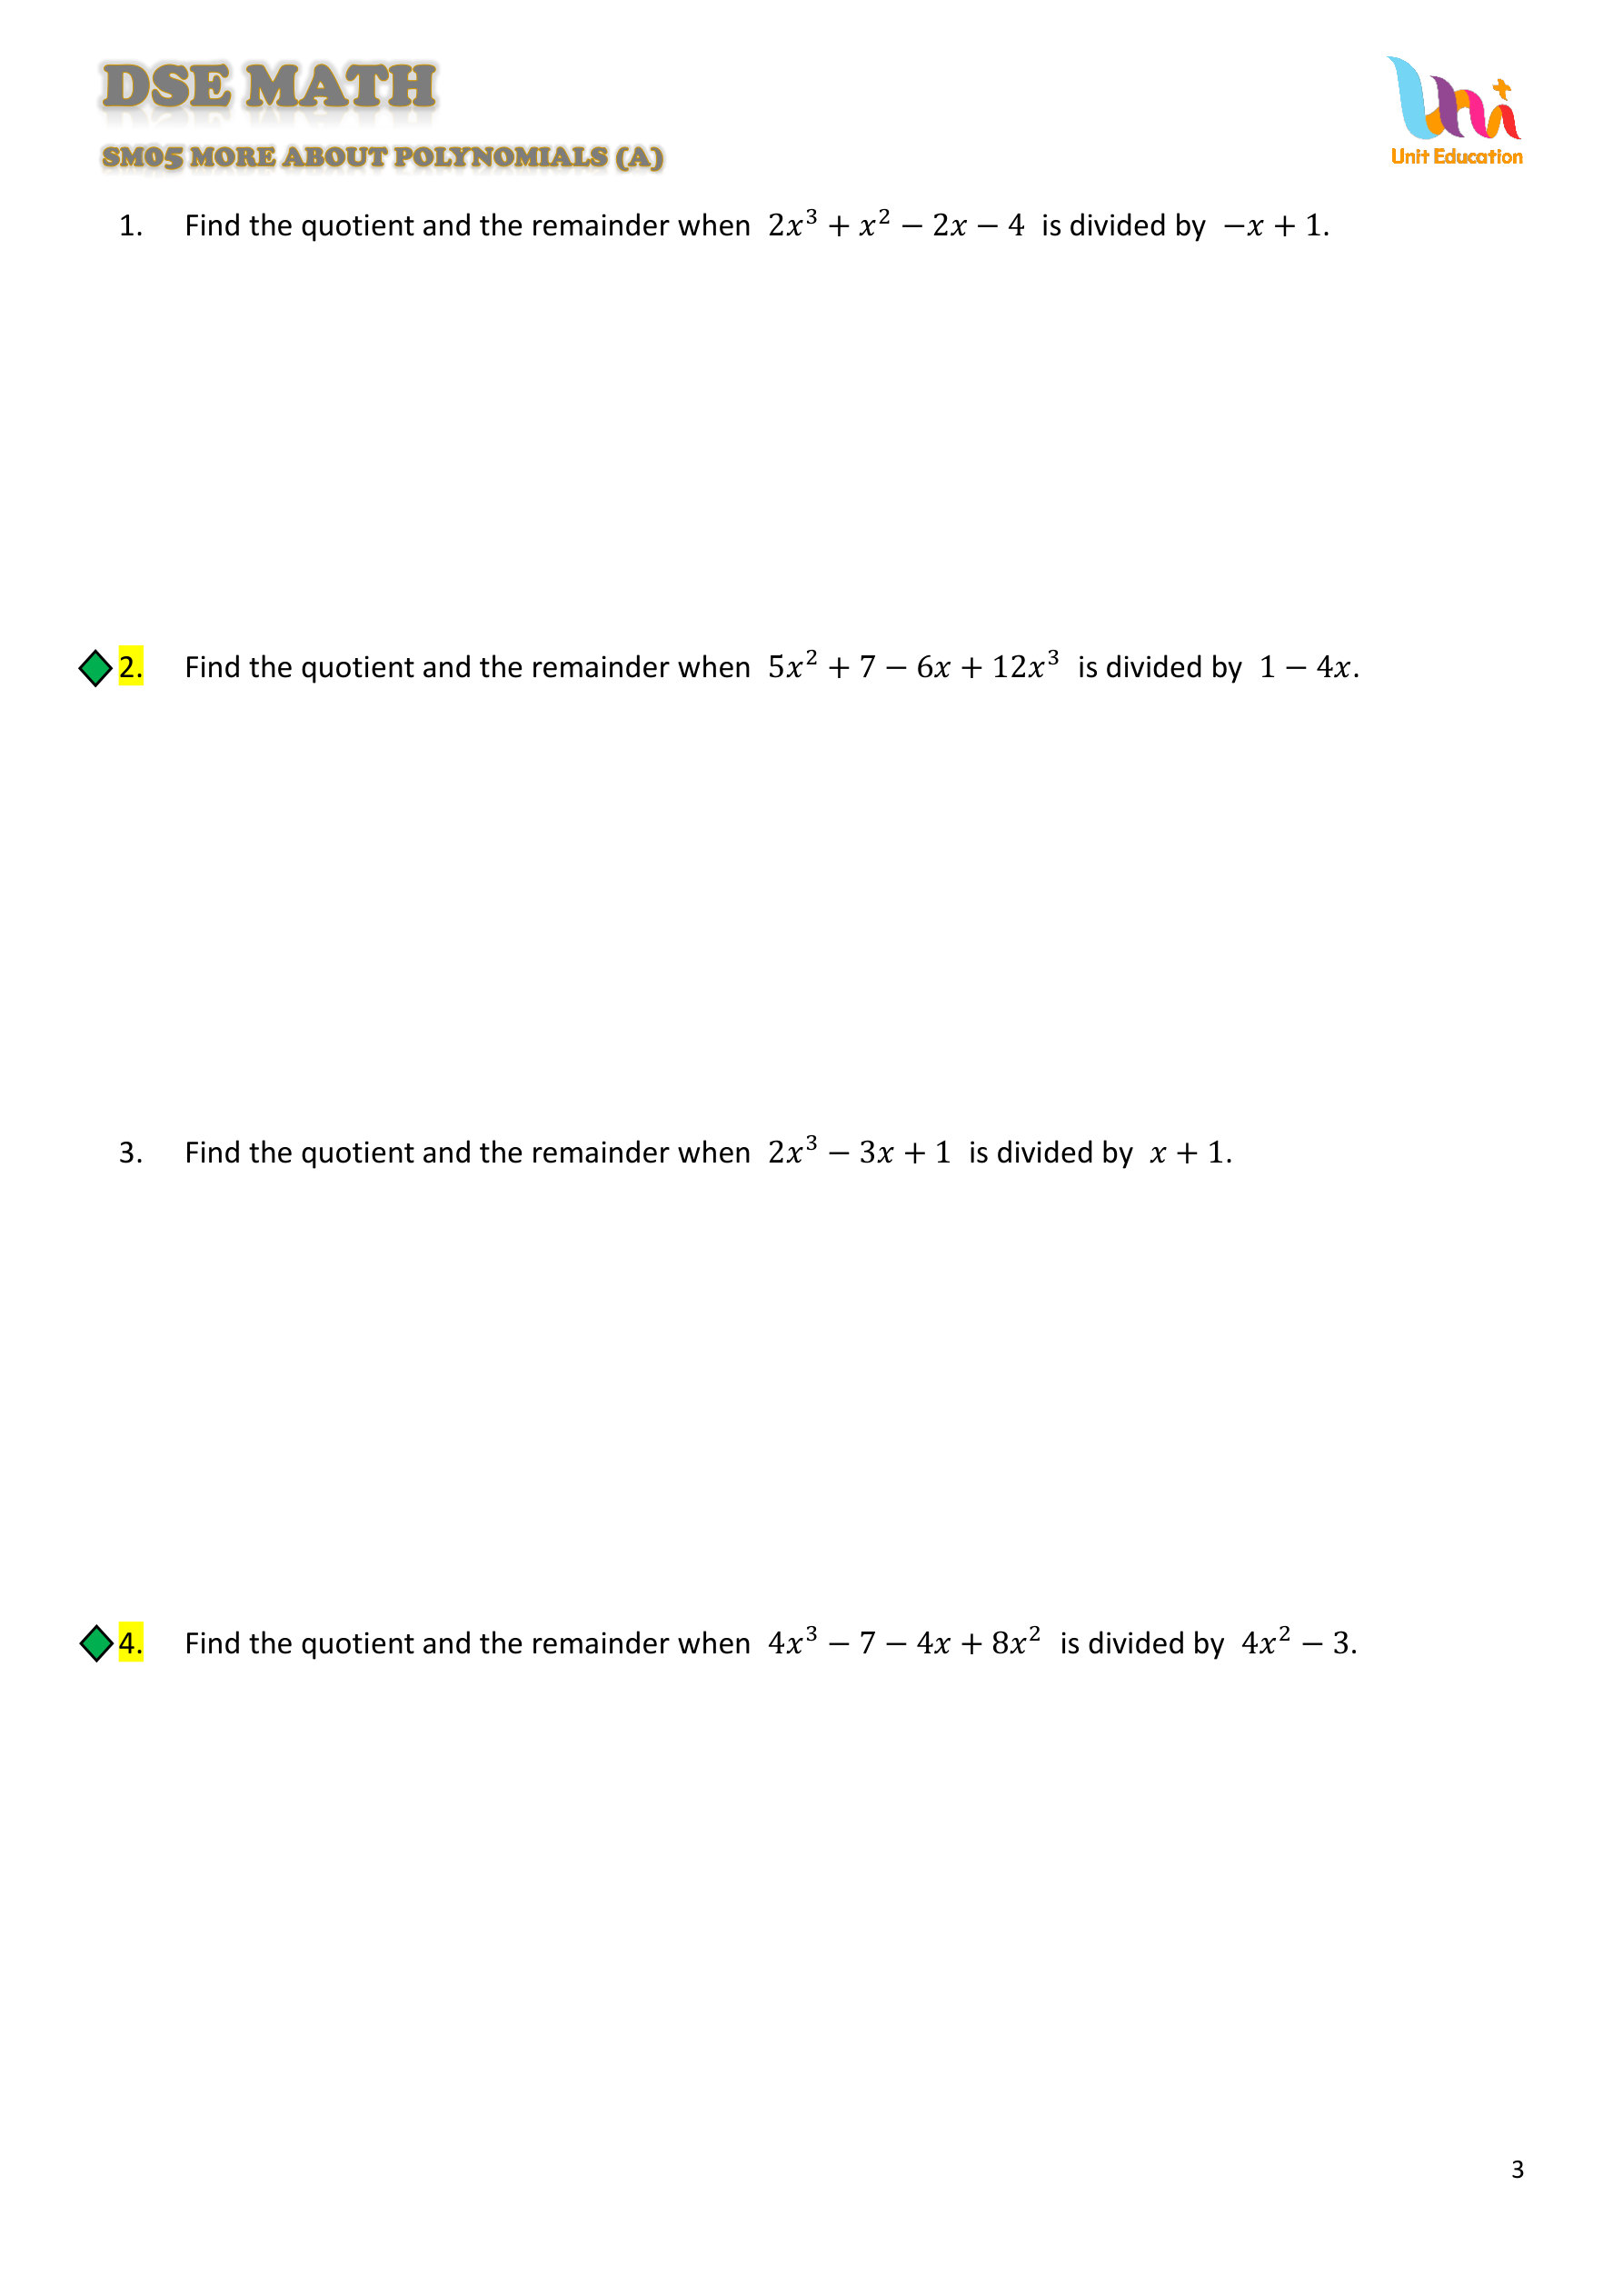 DSE MATH
SM05 MORE ABOUT POLYNOMIALS (A)
Unit Education
1. Find the quotient and the remainder when 2x³ + x² − 2x − 4 is divided by −x + 1.
2. Find the quotient and the remainder when 5x² + 7 − 6x + 12x³ is divided by 1 − 4x.
3. Find the quotient and the remainder when 2x³ − 3x + 1 is divided by x + 1.
4. Find the quotient and the remainder when 4x³ − 7 − 4x + 8x² is divided by 4x² − 3.
3